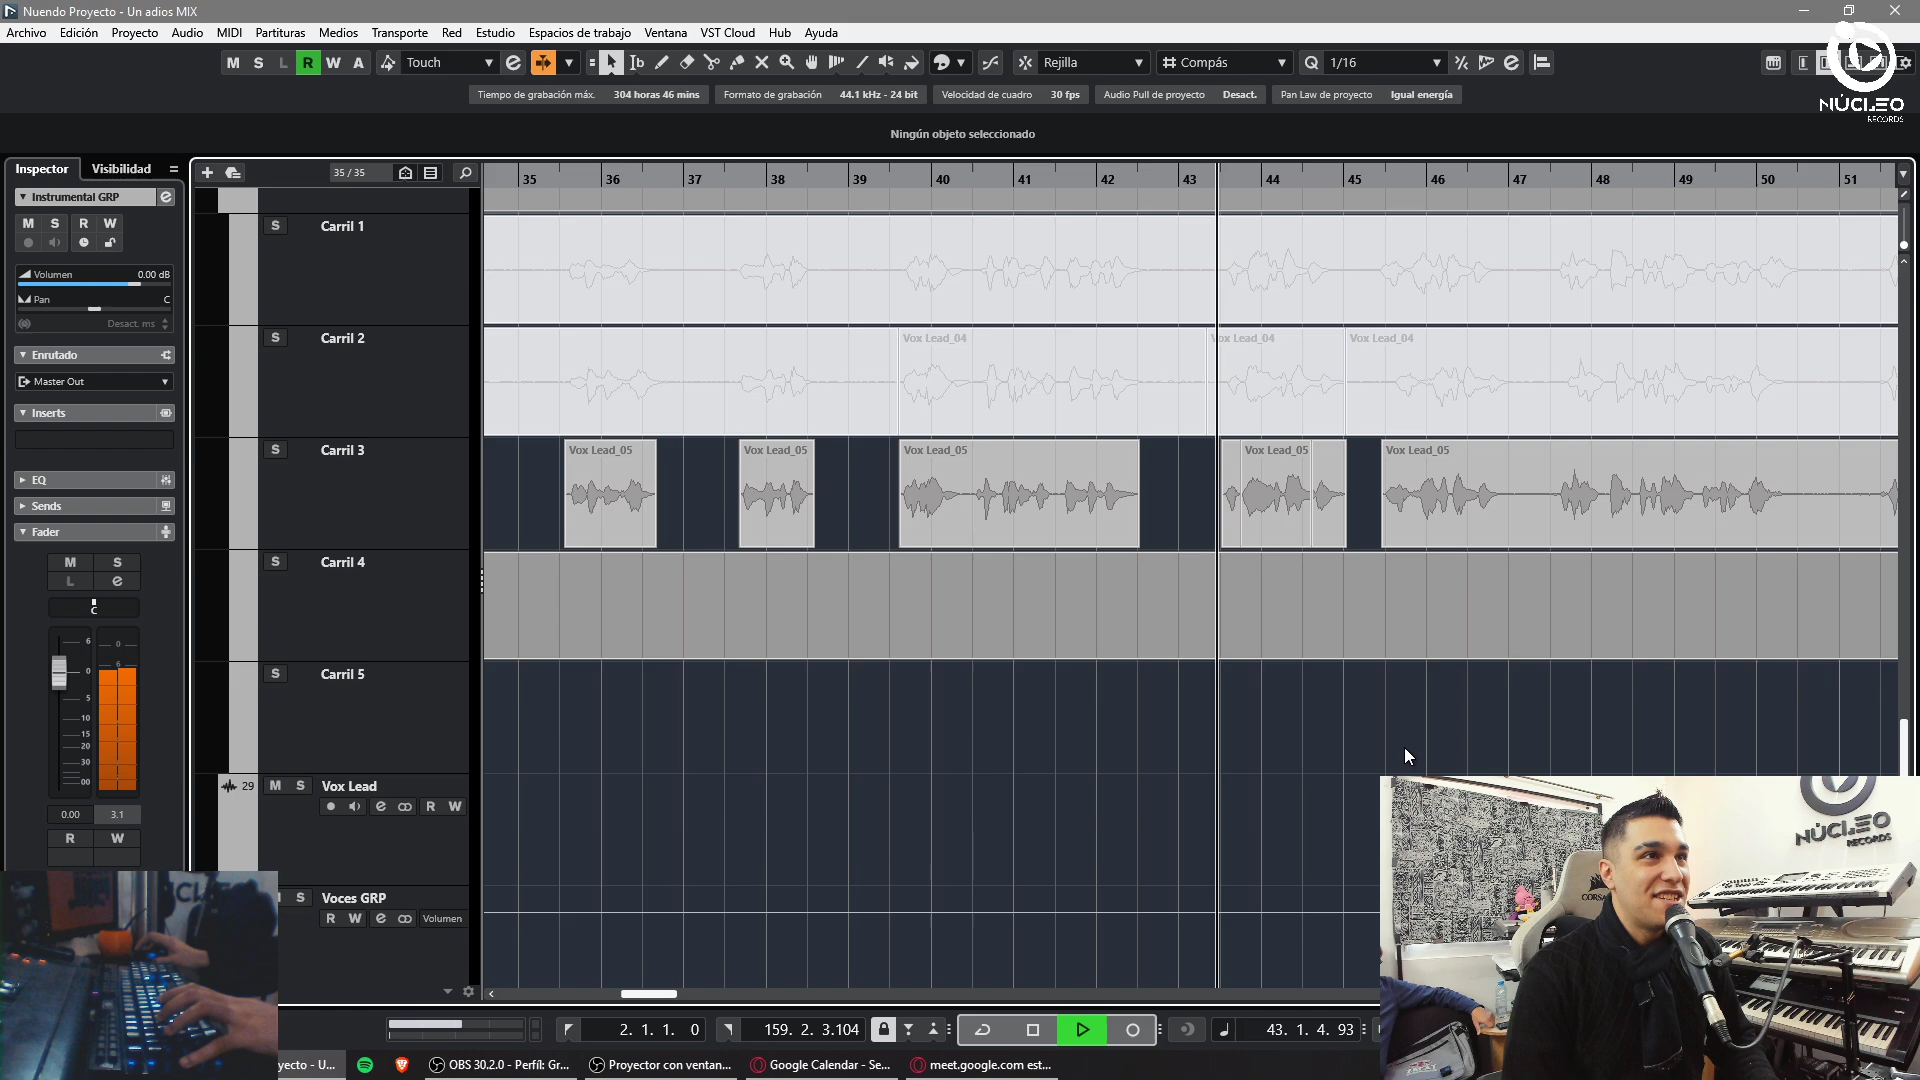 Nuendo Proyecto - Un adios MIX
Archivo Edición Proyecto Audio MIDI Partituras Medios Transporte Red Estudio Espacios de trabajo Ventana VST Cloud Hub Ayuda
M S L R W A Touch Rejilla Compás Q 1/16
Tiempo de grabación máx. 304 horas 46 mins Formato de grabación 44.1 kHz - 24 bit Velocidad de cuadro 30 fps Audio Pull de proyecto Desact. Pan Law de proyecto Igual energía
NÚCLEO
RECORDS
Ningún objeto seleccionado
Inspector Visibilidad
35 / 35
35 36 37 38 39 40 41 42 43 44 45 46 47 48 49 50 51
Instrumental GRP
M S R W
Volumen 0.00 dB
Pan C
Desact. ms
Enrutado
Master Out
Inserts
EQ
Sends
Fader
M S
L e
C
6 0
0 6
5
10
15
20
30
00
0.00 3.1
R W
S Carril 1
S Carril 2
Vox Lead_04 Vox Lead_04 Vox Lead_04
S Carril 3
Vox Lead_05 Vox Lead_05 Vox Lead_05 Vox Lead_05 Vox Lead_05
S Carril 4
S Carril 5
29 M S Vox Lead
R W
S Voces GRP
R W Volumen
NÚCLEO
RECORDS
CORSA
2. 1. 1. 0 159. 2. 3.104 43. 1. 4. 93
yecto - U... OBS 30.2.0 - Perfil: Gr... Proyector con ventan... Google Calendar - Se... meet.google.com est...